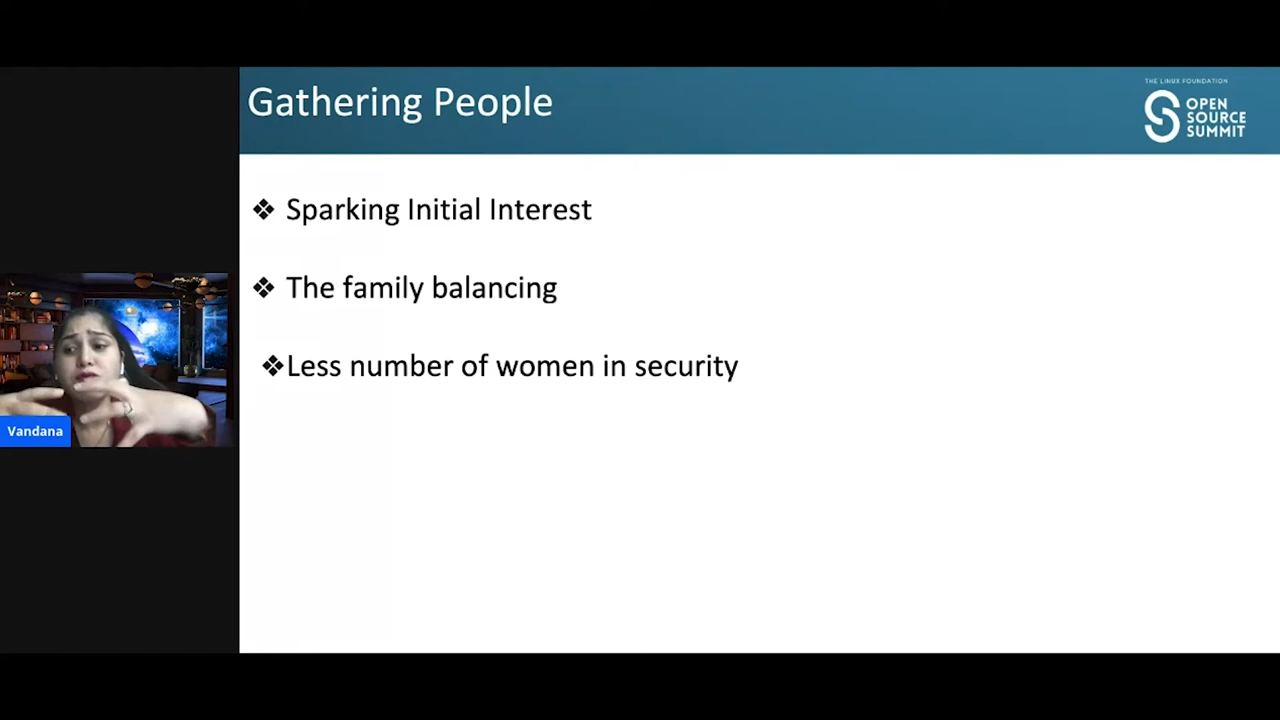 Gathering People
THE LINUX FOUNDATION
OPEN
SOURCE
SUMMIT
❖ Sparking Initial Interest
❖ The family balancing
❖Less number of women in security
Vandana